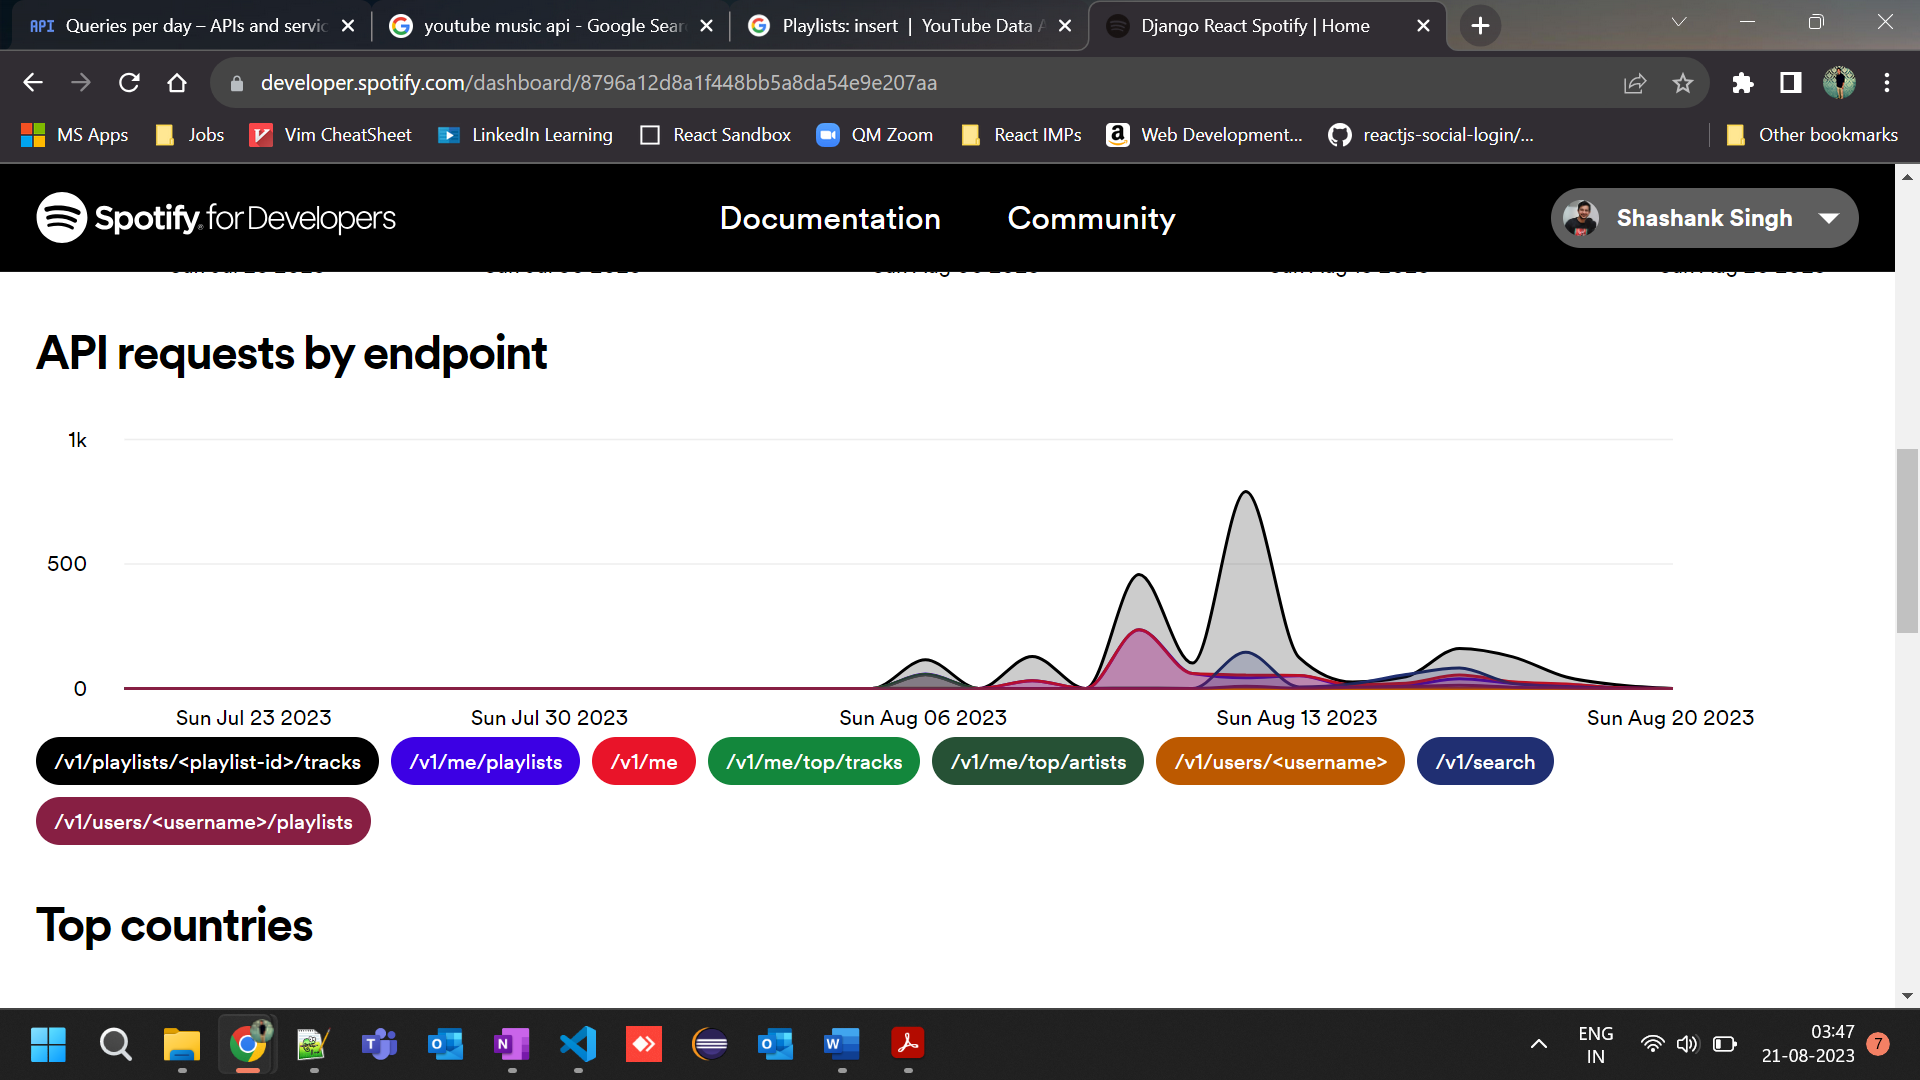 API Queries per day – APIs and servic
youtube music api - Google Sear
Playlists: insert | YouTube Data A
Django React Spotify | Home
developer.spotify.com/dashboard/8796a12d8a1f448bb5a8da54e9e207aa
MS Apps
Jobs
Vim CheatSheet
LinkedIn Learning
React Sandbox
QM Zoom
React IMPs
Web Development...
reactjs-social-login/...
Other bookmarks
Spotify for Developers
Documentation
Community
Shashank Singh
API requests by endpoint
1k
500
0
Sun Jul 23 2023
Sun Jul 30 2023
Sun Aug 06 2023
Sun Aug 13 2023
Sun Aug 20 2023
/v1/playlists/<playlist-id>/tracks
/v1/me/playlists
/v1/me
/v1/me/top/tracks
/v1/me/top/artists
/v1/users/<username>
/v1/search
/v1/users/<username>/playlists
Top countries
ENG
IN
03:47
21-08-2023
7